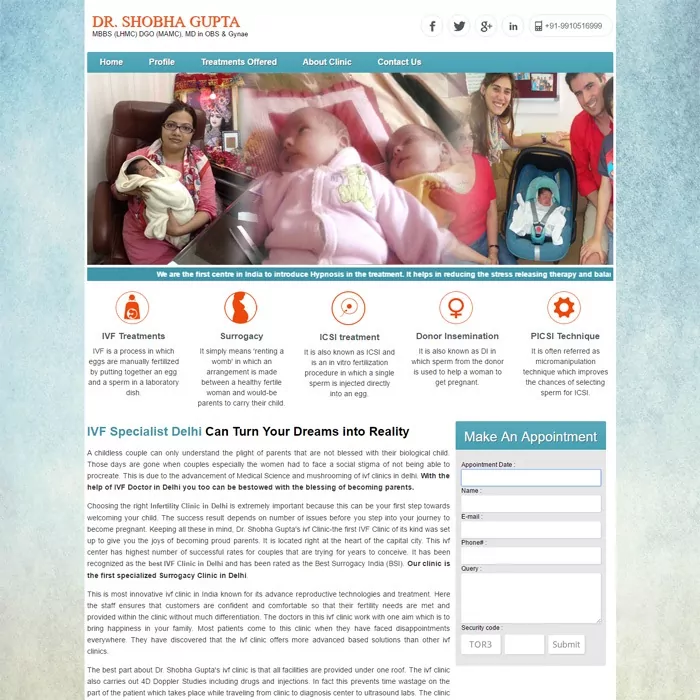 DR. SHOBHA GUPTA
MBBS (LHMC) DGO (MAMC), MD in OBS & Gynae
+91-9910516999
Home Profile Treatments Offered About Clinic Contact Us
We are the first centre in India to introduce Hypnosis in the treatment. It helps in reducing the stress releasing therapy and bala
IVF Treatments
IVF is a process in which
eggs are manually fertilized
by putting together an egg
and a sperm in a laboratory
dish.
Surrogacy
It simply means 'renting a
womb' in which an
arrangement is made
between a healthy fertile
woman and would-be
parents to carry their child.
ICSI treatment
It is also known as ICSI and
is an in vitro fertilization
procedure in which a single
sperm is injected directly
into an egg.
Donor Insemination
It is also known as DI in
which sperm from the donor
is used to help a woman to
get pregnant.
PICSI Technique
It is often referred as
micromanipulation
technique which improves
the chances of selecting
sperm for ICSI.
IVF Specialist Delhi Can Turn Your Dreams into Reality
A childless couple can only understand the plight of parents that are not blessed with their biological child.
Those days are gone when couples especially the women had to face a social stigma of not being able to
procreate. This is due to the advancement of Medical Science and mushrooming of ivf clinics in delhi. With the
help of IVF Doctor in Delhi you too can be bestowed with the blessing of becoming parents.
Choosing the right Infertility Clinic in Delhi is extremely important because this can be your first step towards
welcoming your child. The success result depends on number of issues before you step into your journey to
become pregnant. Keeping all these in mind, Dr. Shobha Gupta's ivf Clinic-the first IVF Clinic of its kind was set
up to give you the joys of becoming proud parents. It is located right at the heart of the capital city. This ivf
center has highest number of successful rates for couples that are trying for years to conceive. It has been
recognized as the best IVF Clinic in Delhi and has been rated as the Best Surrogacy India (BSI). Our clinic is
the first specialized Surrogacy Clinic in Delhi.
This is most innovative ivf clinic in India known for its advance reproductive technologies and treatment. Here
the staff ensures that customers are confident and comfortable so that their fertility needs are met and
provided within the clinic without much differentiation. The doctors in this ivf clinic work with one aim which is to
bring happiness in your family. Most patients come to this clinic when they have faced disappointments
everywhere. They have discovered that the ivf clinic offers more advanced based solutions than other ivf
clinics.
The best part about Dr. Shobha Gupta's ivf clinic is that all facilities are provided under one roof. The ivf clinic
also carries out 4D Doppler Studies including drugs and injections. In fact this prevents time wastage on the
part of the patient which takes place while traveling from clinic to diagnosis center to ultrasound labs. The clinic
Make An Appointment
Appointment Date :
Name :
E-mail :
Phone# :
Query :
Security code :
TOR3 Submit